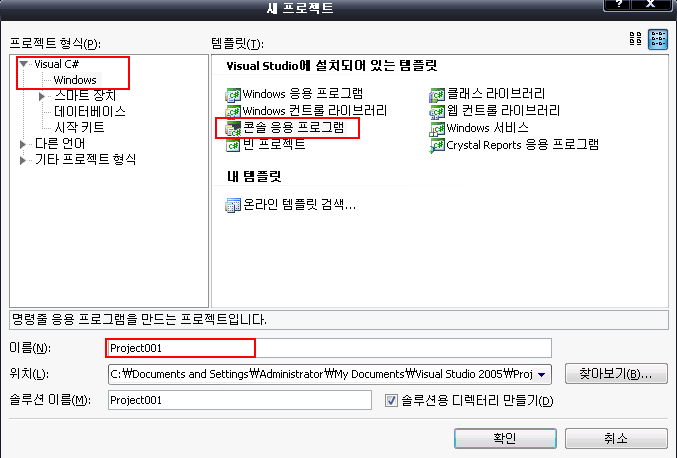 새 프로젝트
? X
프로젝트 형식(P):
템플릿(T):
Visual C#
Windows
스마트 장치
데이터베이스
시작 키트
다른 언어
기타 프로젝트 형식
Visual Studio에 설치되어 있는 템플릿
Windows 응용 프로그램
클래스 라이브러리
Windows 컨트롤 라이브러리
웹 컨트롤 라이브러리
콘솔 응용 프로그램
Windows 서비스
빈 프로젝트
Crystal Reports 응용 프로그램
내 템플릿
온라인 템플릿 검색...
명령줄 응용 프로그램을 만드는 프로젝트입니다.
이름(N): Project001
위치(L): C:₩Documents and Settings₩Administrator₩My Documents₩Visual Studio 2005₩Proj 찾아보기(B)...
솔루션 이름(M): Project001 솔루션용 디렉터리 만들기(D)
확인 취소